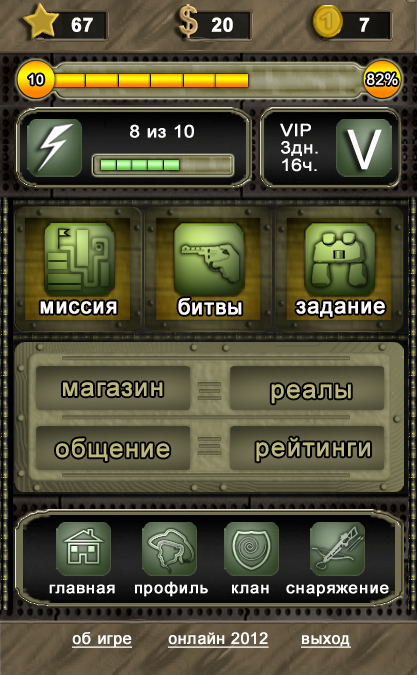 67 $ 20 1 7
10 82%
8 из 10
VIP
3дн.
16ч.
V
миссия битвы задание
магазин реалы
общение рейтинги
главная профиль клан снаряжение
об игре онлайн 2012 выход